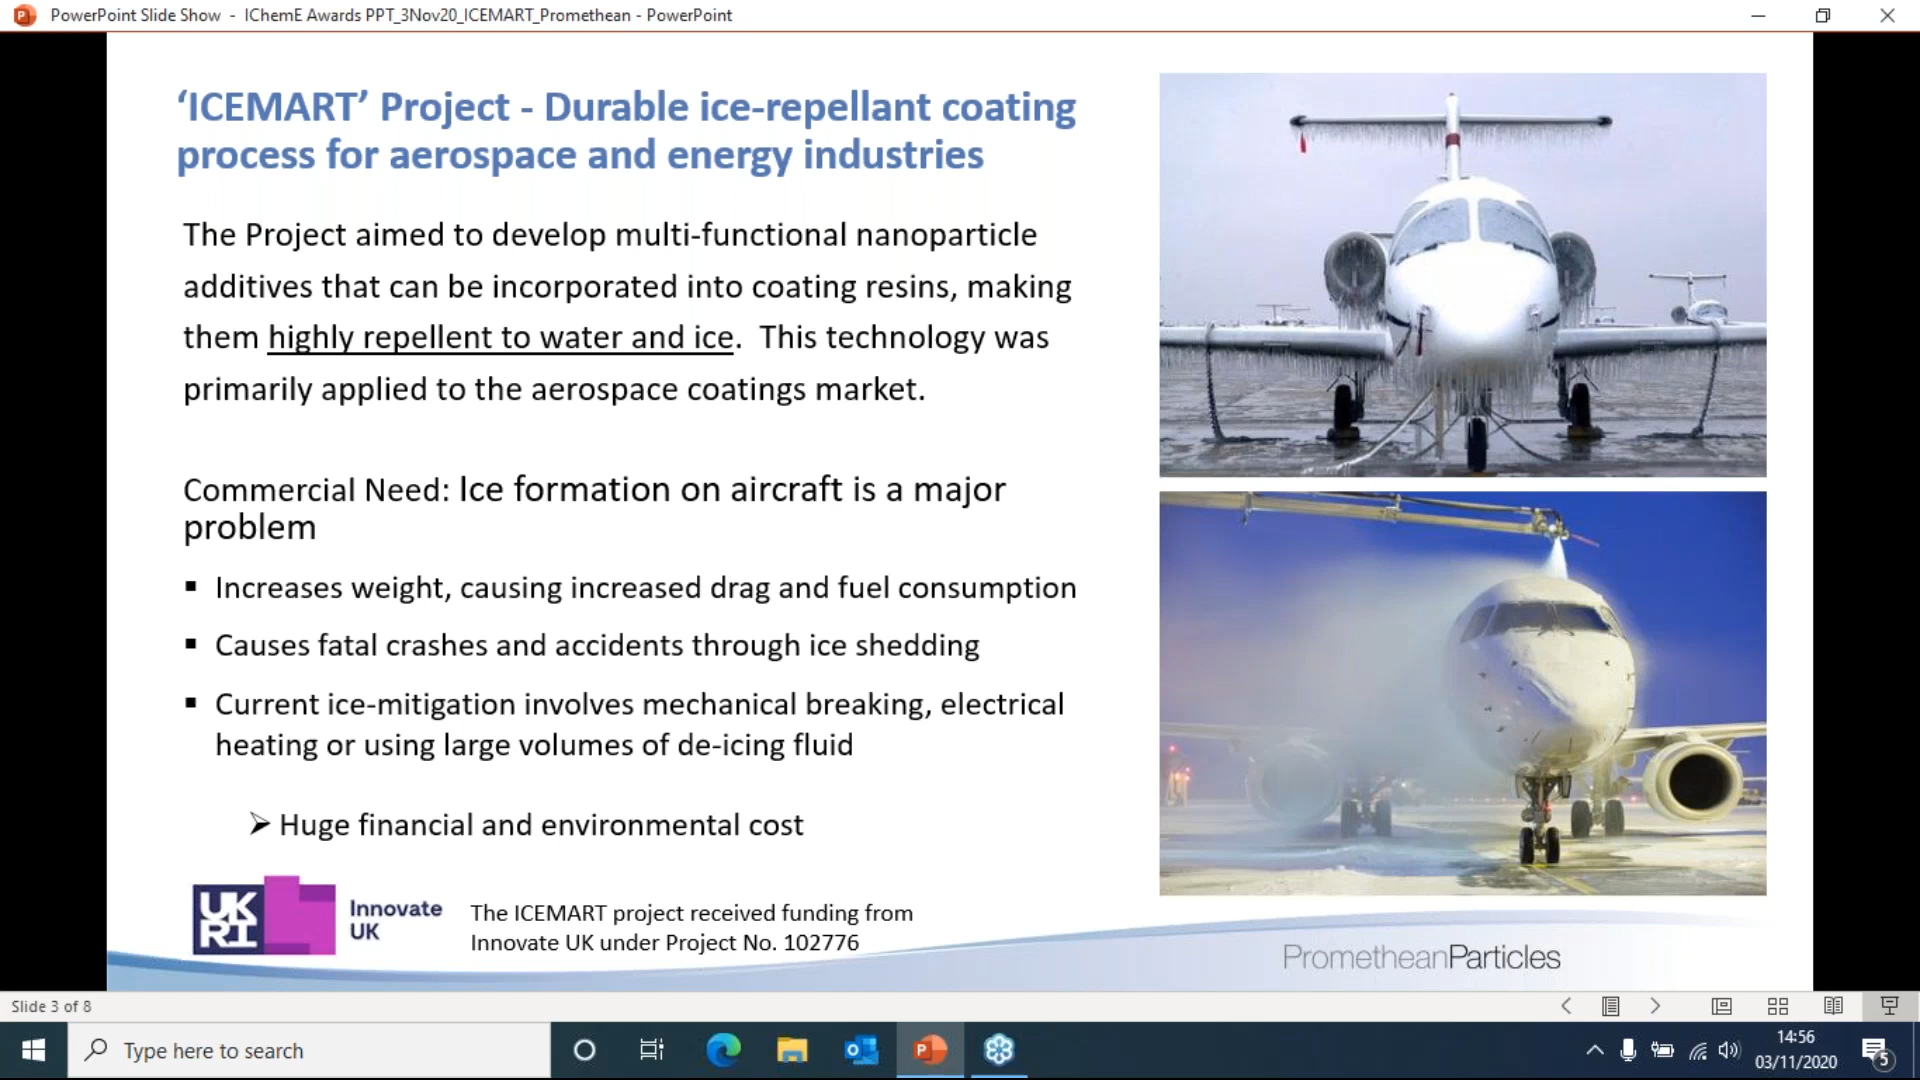 PowerPoint Slide Show - IChemE Awards PPT_3Nov20_ICEMART_Promethean - PowerPoint
‘ICEMART’ Project - Durable ice-repellant coating
process for aerospace and energy industries
The Project aimed to develop multi-functional nanoparticle
additives that can be incorporated into coating resins, making
them highly repellent to water and ice. This technology was
primarily applied to the aerospace coatings market.
Commercial Need: Ice formation on aircraft is a major
problem
▪ Increases weight, causing increased drag and fuel consumption
▪ Causes fatal crashes and accidents through ice shedding
▪ Current ice-mitigation involves mechanical breaking, electrical
heating or using large volumes of de-icing fluid
➢ Huge financial and environmental cost
UK
RI
Innovate
UK
The ICEMART project received funding from
Innovate UK under Project No. 102776
PrometheanParticles
Slide 3 of 8
Type here to search
14:56
03/11/2020
5